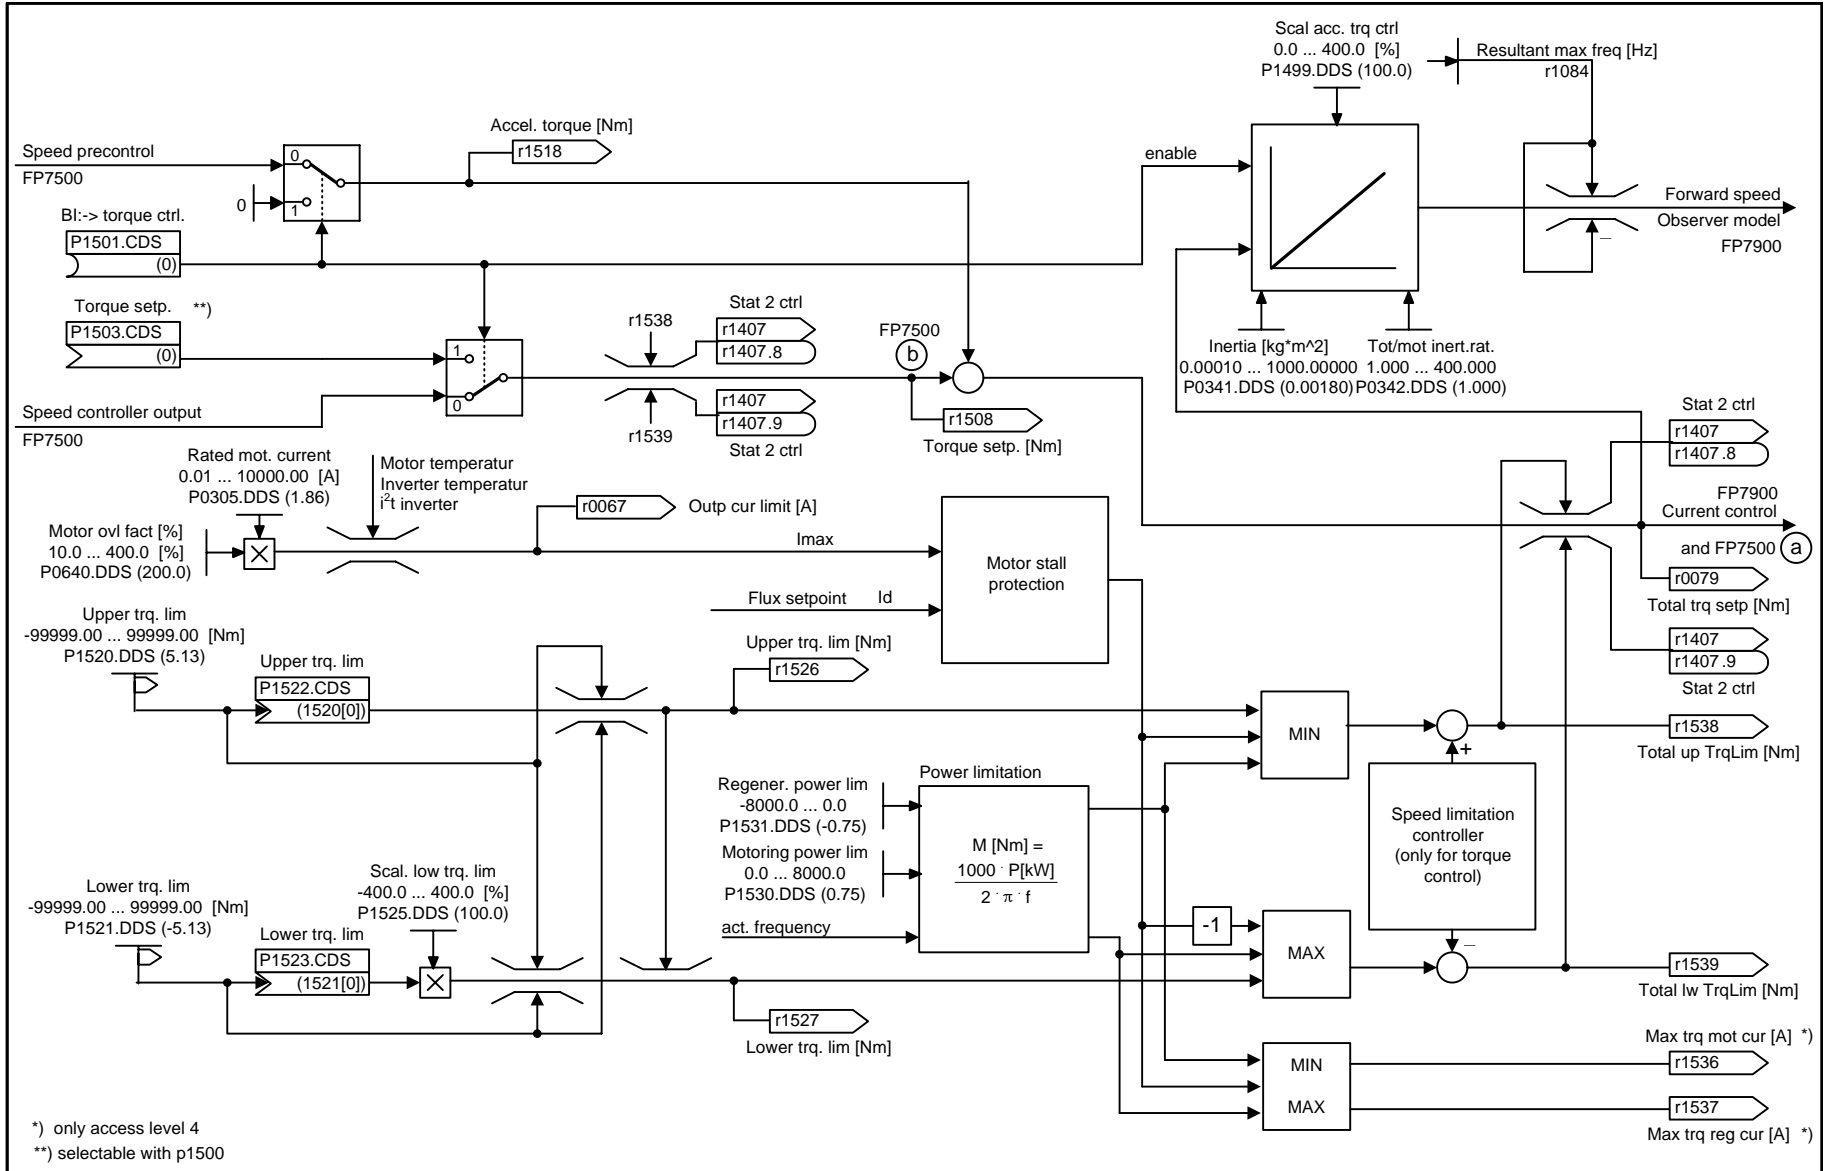 Scal acc. trq ctrl
0.0 ... 400.0 [%]
P1499.DDS (100.0)
Resultant max freq [Hz]
r1084
Accel. torque [Nm]
r1518
Speed precontrol
FP7500
0
1
0
enable
Forward speed
Observer model
FP7900
_
BI:-> torque ctrl.
P1501.CDS
(0)
Torque setp. **)
P1503.CDS
(0)
1
0
Speed controller output
FP7500
r1538
r1539
Stat 2 ctrl
r1407
r1407.8
r1407
r1407.9
Stat 2 ctrl
FP7500
b
r1508
Torque setp. [Nm]
Inertia [kg*m^2]
0.00010 ... 1000.00000
P0341.DDS (0.00180)
Tot/mot inert.rat.
1.000 ... 400.000
P0342.DDS (1.000)
Stat 2 ctrl
r1407
r1407.8
FP7900
Current control
and FP7500 a
r0079
Total trq setp [Nm]
r1407
r1407.9
Stat 2 ctrl
Rated mot. current
0.01 ... 10000.00 [A]
P0305.DDS (1.86)
Motor temperatur
Inverter temperatur
i2t inverter
Motor ovl fact [%]
10.0 ... 400.0 [%]
P0640.DDS (200.0)
×
r0067
Outp cur limit [A]
Imax
Flux setpoint Id
Motor stall
protection
Upper trq. lim
-99999.00 ... 99999.00 [Nm]
P1520.DDS (5.13)
Upper trq. lim
P1522.CDS
(1520[0])
Upper trq. lim [Nm]
r1526
MIN
+
r1538
Total up TrqLim [Nm]
Power limitation
Regener. power lim
-8000.0 ... 0.0
P1531.DDS (-0.75)
Motoring power lim
0.0 ... 8000.0
P1530.DDS (0.75)
act. frequency
M [Nm] =
1000 · P[kW]
2 · π · f
Speed limitation
controller
(only for torque
control)
Lower trq. lim
-99999.00 ... 99999.00 [Nm]
P1521.DDS (-5.13)
Scal. low trq. lim
-400.0 ... 400.0 [%]
P1525.DDS (100.0)
Lower trq. lim
P1523.CDS
(1521[0])
×
-1
MAX
_
r1539
Total lw TrqLim [Nm]
r1527
Lower trq. lim [Nm]
MIN
MAX
Max trq mot cur [A] *)
r1536
r1537
Max trq reg cur [A] *)
*) only access level 4
**) selectable with p1500